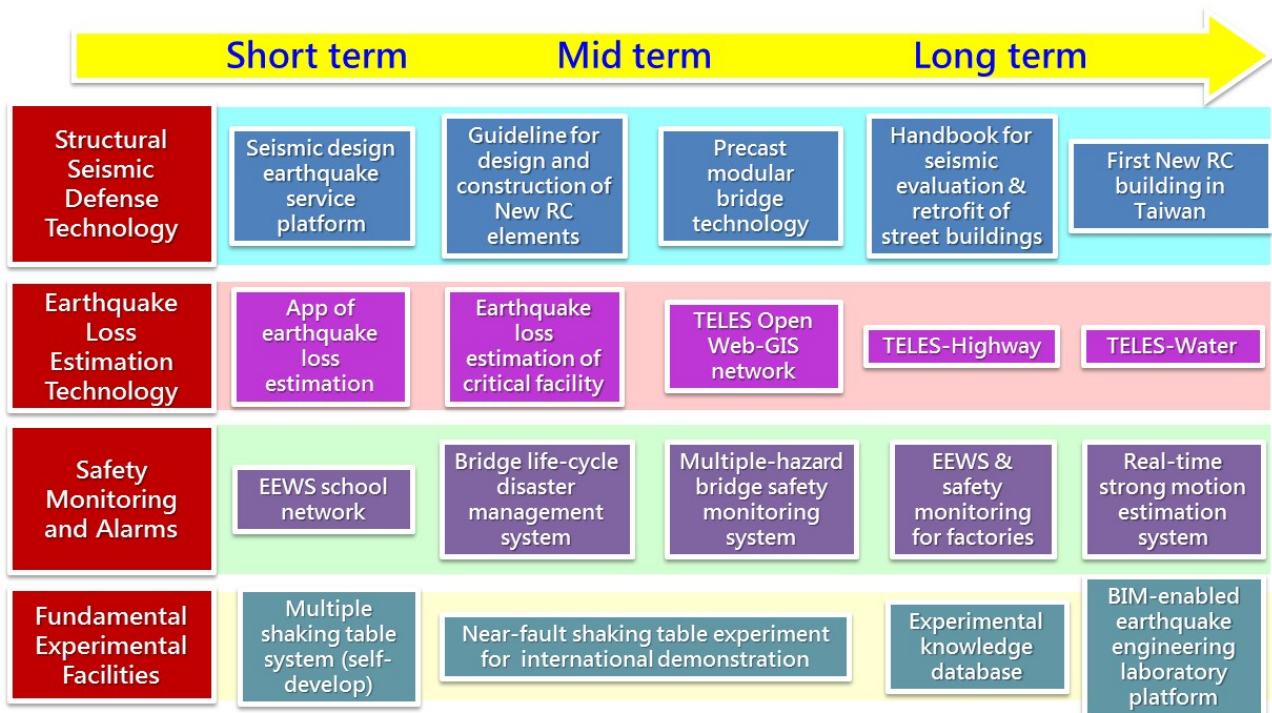 Short term
Mid term
Long term
Structural
Seismic
Defense
Technology
Seismic design
earthquake
service
platform
Guideline for
design and
construction of
New RC
elements
Precast
modular
bridge
technology
Handbook for
seismic
evaluation &
retrofit of
street buildings
First New RC
building in
Taiwan
Earthquake
Loss
Estimation
Technology
App of
earthquake
loss
estimation
Earthquake
loss
estimation of
critical facility
TELES Open
Web-GIS
network
TELES-Highway
TELES-Water
Safety
Monitoring
and Alarms
EEWS school
network
Bridge life-cycle
disaster
management
system
Multiple-hazard
bridge safety
monitoring
system
EEWS &
safety
monitoring
for factories
Real-time
strong motion
estimation
system
Fundamental
Experimental
Facilities
Multiple
shaking table
system (self-
develop)
Near-fault shaking table experiment
for international demonstration
Experimental
knowledge
database
BIM-enabled
earthquake
engineering
laboratory
platform